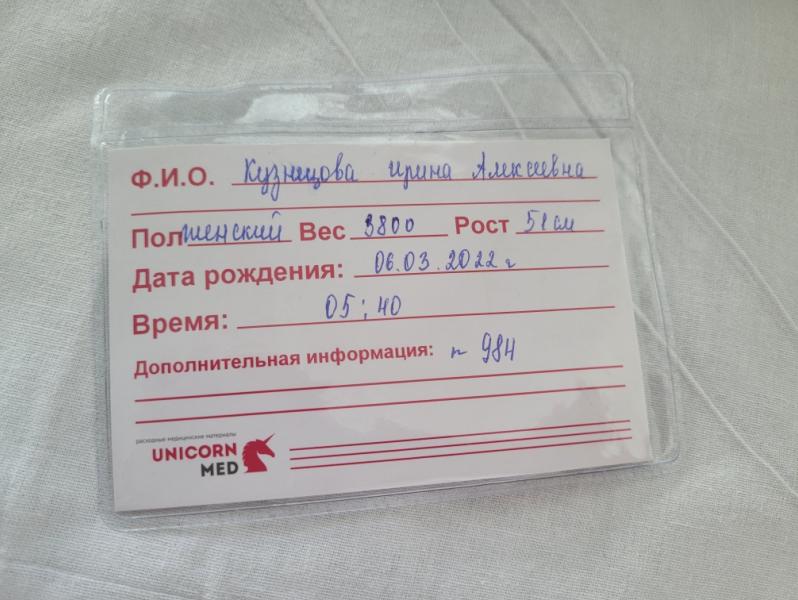 Ф.И.О. Кузнецова Ирина Алексеевна
Пол женский Вес 3800 Рост 51 см
Дата рождения: 06.03.2022 г
Время: 05:40
Дополнительная информация: п 984
расходные медицинские материалы
UNICORN
MED